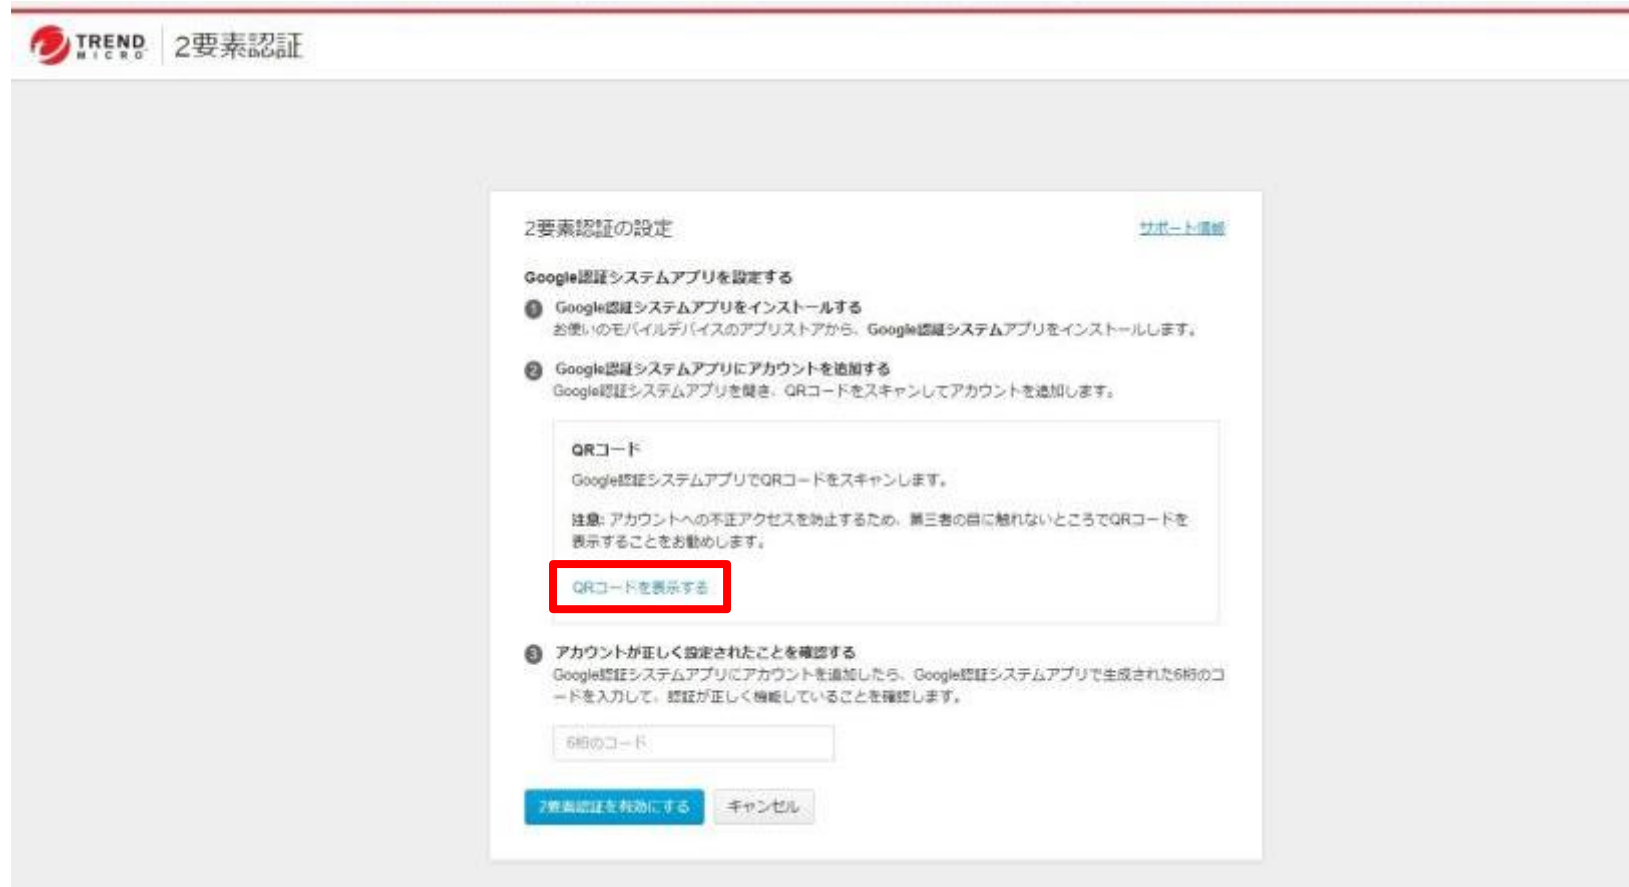 TREND MICRO 2要素認証
2要素認証の設定 サポート情報
Google認証システムアプリを設定する
1 Google認証システムアプリをインストールする
お使いのモバイルデバイスのアプリストアから、Google認証システムアプリをインストールします。
2 Google認証システムアプリにアカウントを追加する
Google認証システムアプリを開き、QRコードをスキャンしてアカウントを追加します。
QRコード
Google認証システムアプリでQRコードをスキャンします。
注意: アカウントへの不正アクセスを防止するため、第三者の目に触れないところでQRコードを
表示することをお勧めします。
QRコードを表示する
3 アカウントが正しく設定されたことを確認する
Google認証システムアプリにアカウントを追加したら、Google認証システムアプリで生成された6桁のコ
ードを入力して、認証が正しく機能していることを確認します。
6桁のコード
2要素認証を有効にする キャンセル